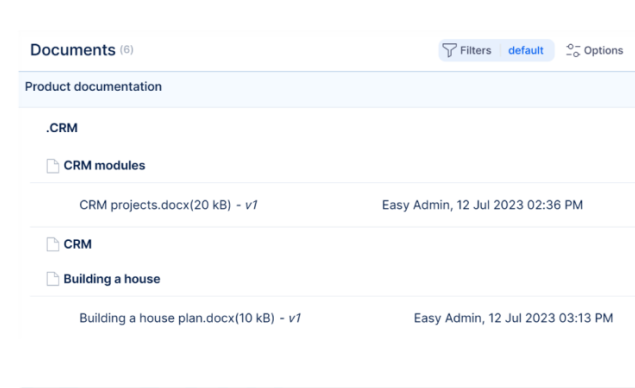 Documents (6) Filters default Options
Product documentation
.CRM
CRM modules
CRM projects.docx(20 kB) - v1 Easy Admin, 12 Jul 2023 02:36 PM
CRM
Building a house
Building a house plan.docx(10 kB) - v1 Easy Admin, 12 Jul 2023 03:13 PM